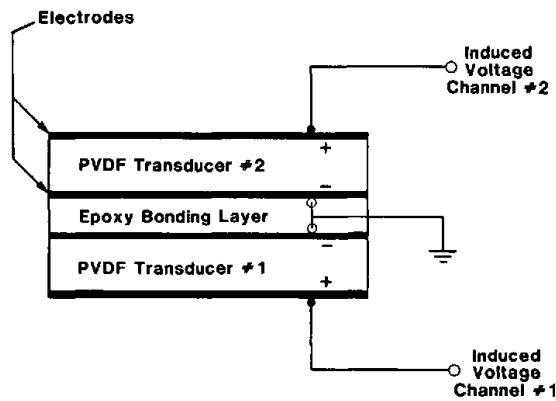 Electrodes
Induced
Voltage
Channel #2
+
PVDF Transducer #2
−
Epoxy Bonding Layer
−
PVDF Transducer #1
+
Induced
Voltage
Channel #1